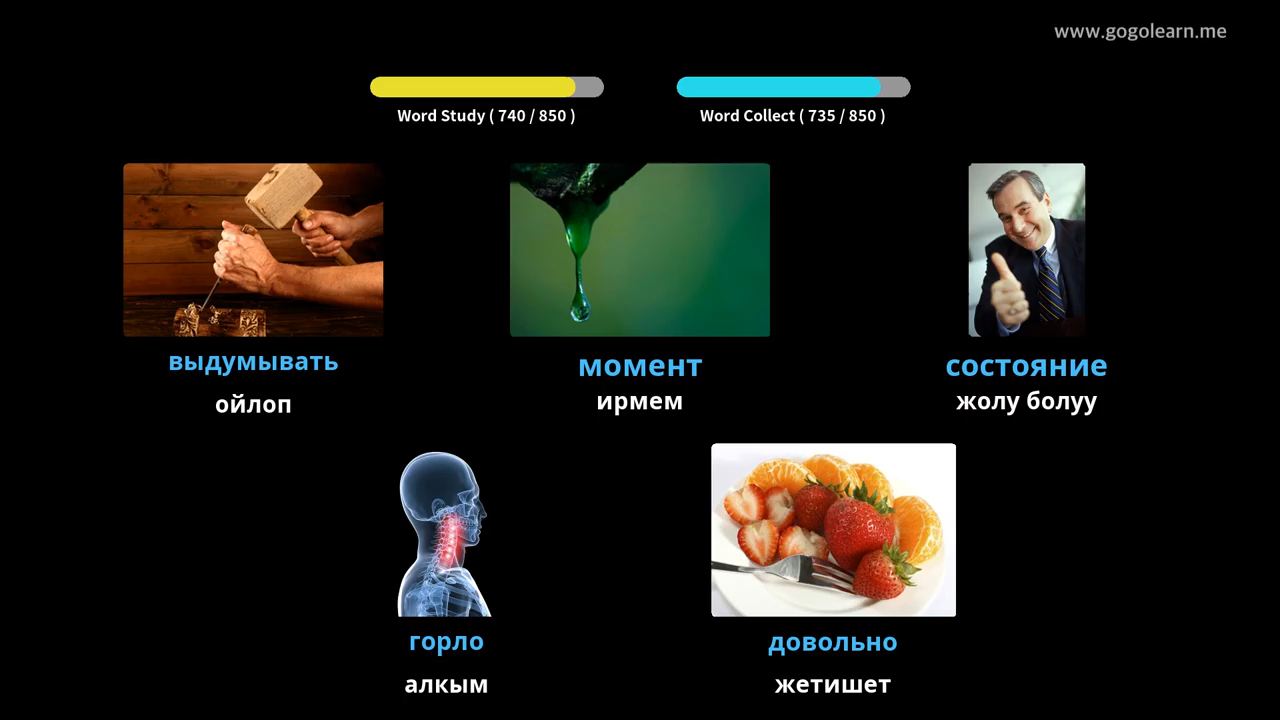 www.gogolearn.me
Word Study ( 740 / 850 )
Word Collect ( 735 / 850 )
выдумывать
ойлоп
момент
ирмем
состояние
жолу болуу
горло
алкым
довольно
жетишет